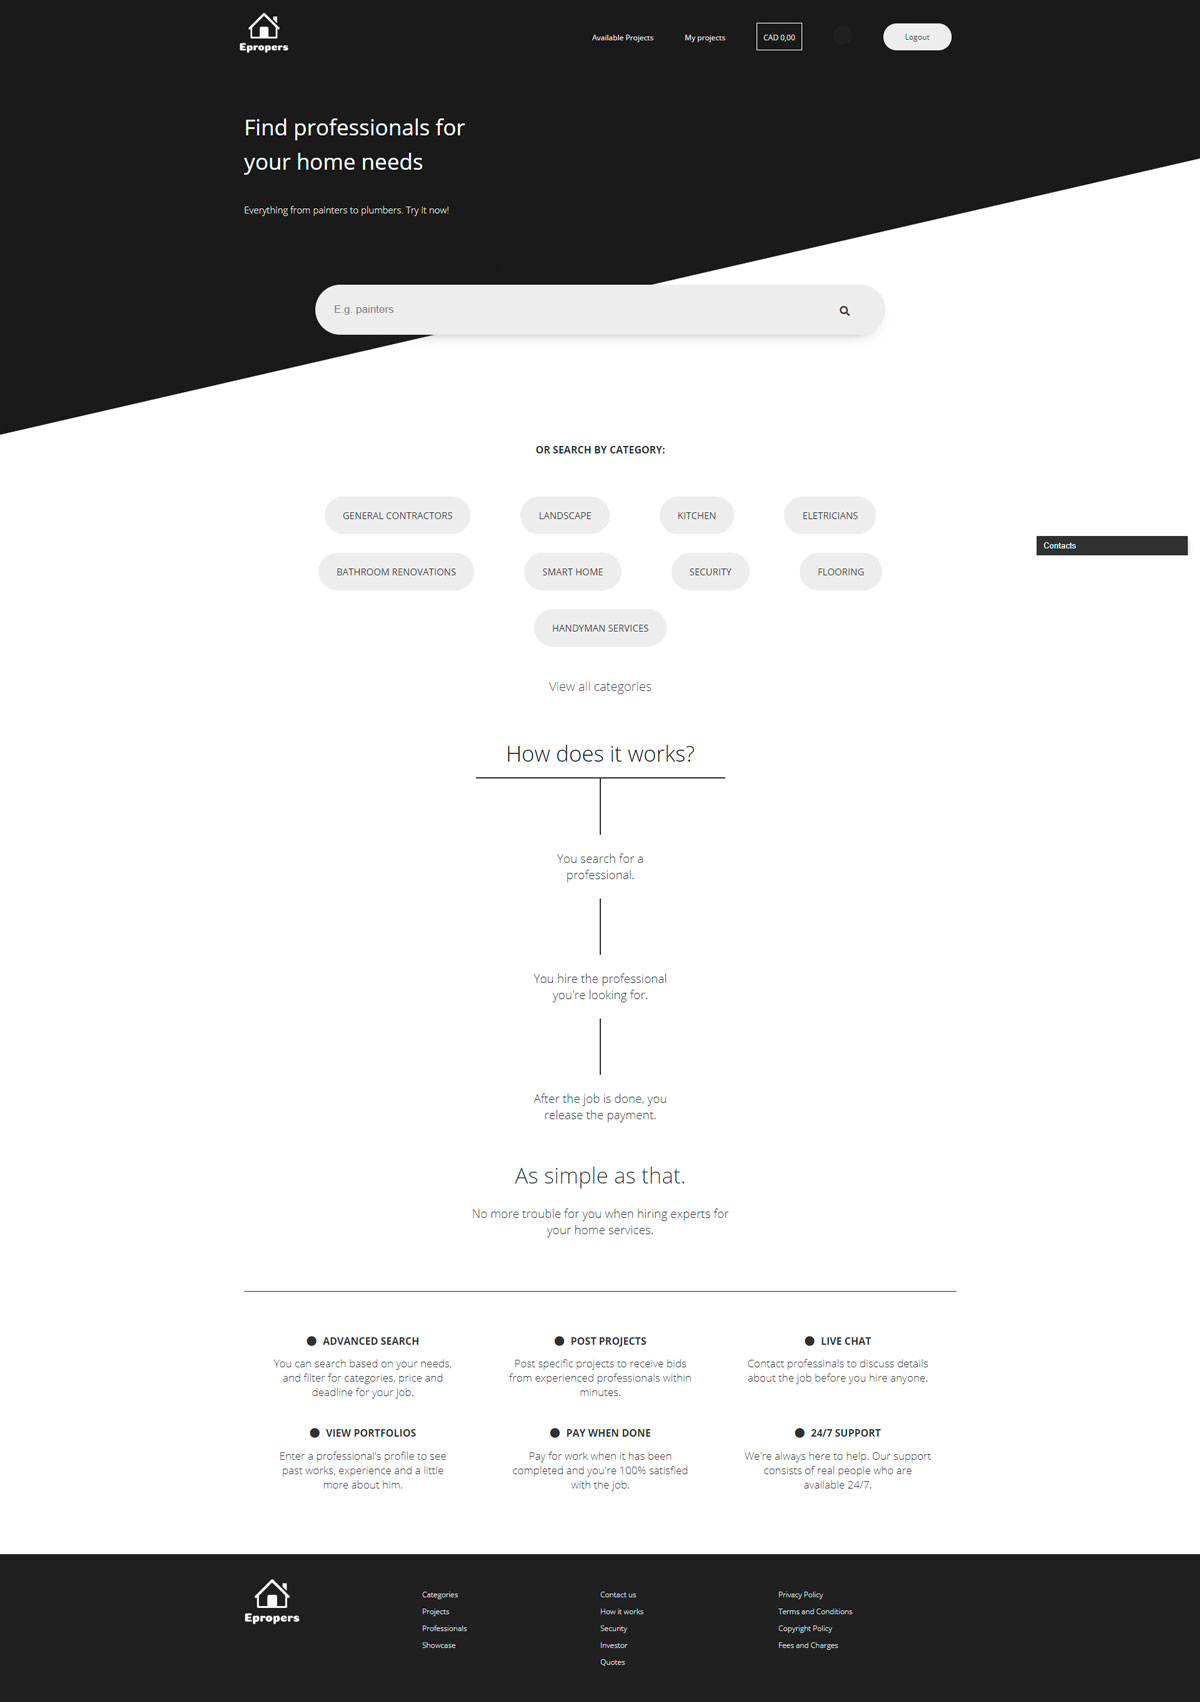 Epropers
Available Projects
My projects
CAD 0,00
Logout
Find professionals for
your home needs
Everything from painters to plumbers. Try it now!
E.g. painters
OR SEARCH BY CATEGORY:
GENERAL CONTRACTORS
LANDSCAPE
KITCHEN
ELETRICIANS
Contacts
BATHROOM RENOVATIONS
SMART HOME
SECURITY
FLOORING
HANDYMAN SERVICES
View all categories
How does it works?
You search for a
professional.
You hire the professional
you're looking for.
After the job is done, you
release the payment.
As simple as that.
No more trouble for you when hiring experts for
your home services.
ADVANCED SEARCH
You can search based on your needs,
and filter for categories, price and
deadline for your job.
POST PROJECTS
Post specific projects to receive bids
from experienced professionals within
minutes.
LIVE CHAT
Contact professinals to discuss details
about the job before you hire anyone.
VIEW PORTFOLIOS
Enter a professional's profile to see
past works, experience and a little
more about him.
PAY WHEN DONE
Pay for work when it has been
completed and you're 100% satisfied
with the job.
24/7 SUPPORT
We're always here to help. Our support
consists of real people who are
available 24/7.
Epropers
Categories
Projects
Professionals
Showcase
Contact us
How it works
Security
Investor
Quotes
Privacy Policy
Terms and Conditions
Copyright Policy
Fees and Charges